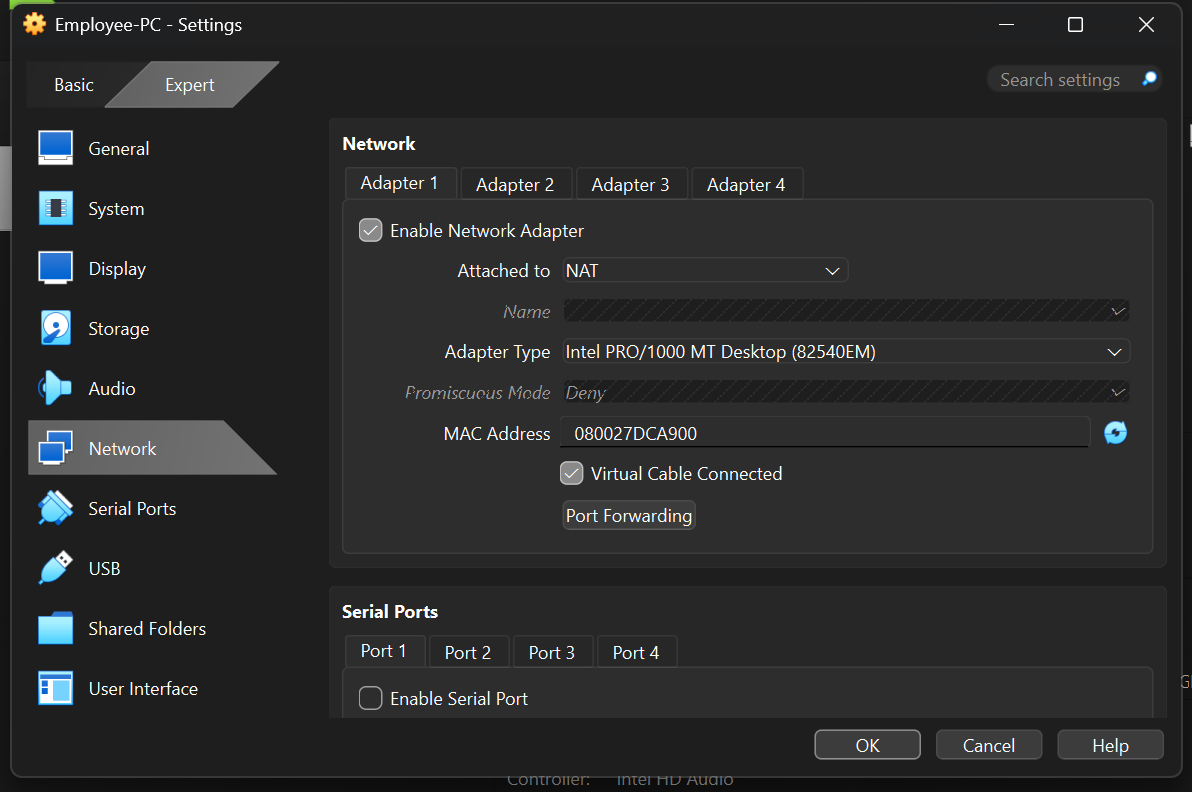 Employee-PC - Settings
Basic
Expert
Search settings
General
System
Display
Storage
Audio
Network
Serial Ports
USB
Shared Folders
User Interface
Network
Adapter 1
Adapter 2
Adapter 3
Adapter 4
Enable Network Adapter
Attached to NAT
Name
Adapter Type Intel PRO/1000 MT Desktop (82540EM)
Promiscuous Mode Deny
MAC Address 080027DCA900
Virtual Cable Connected
Port Forwarding
Serial Ports
Port 1
Port 2
Port 3
Port 4
Enable Serial Port
OK
Cancel
Help
Controller: Intel HD Audio